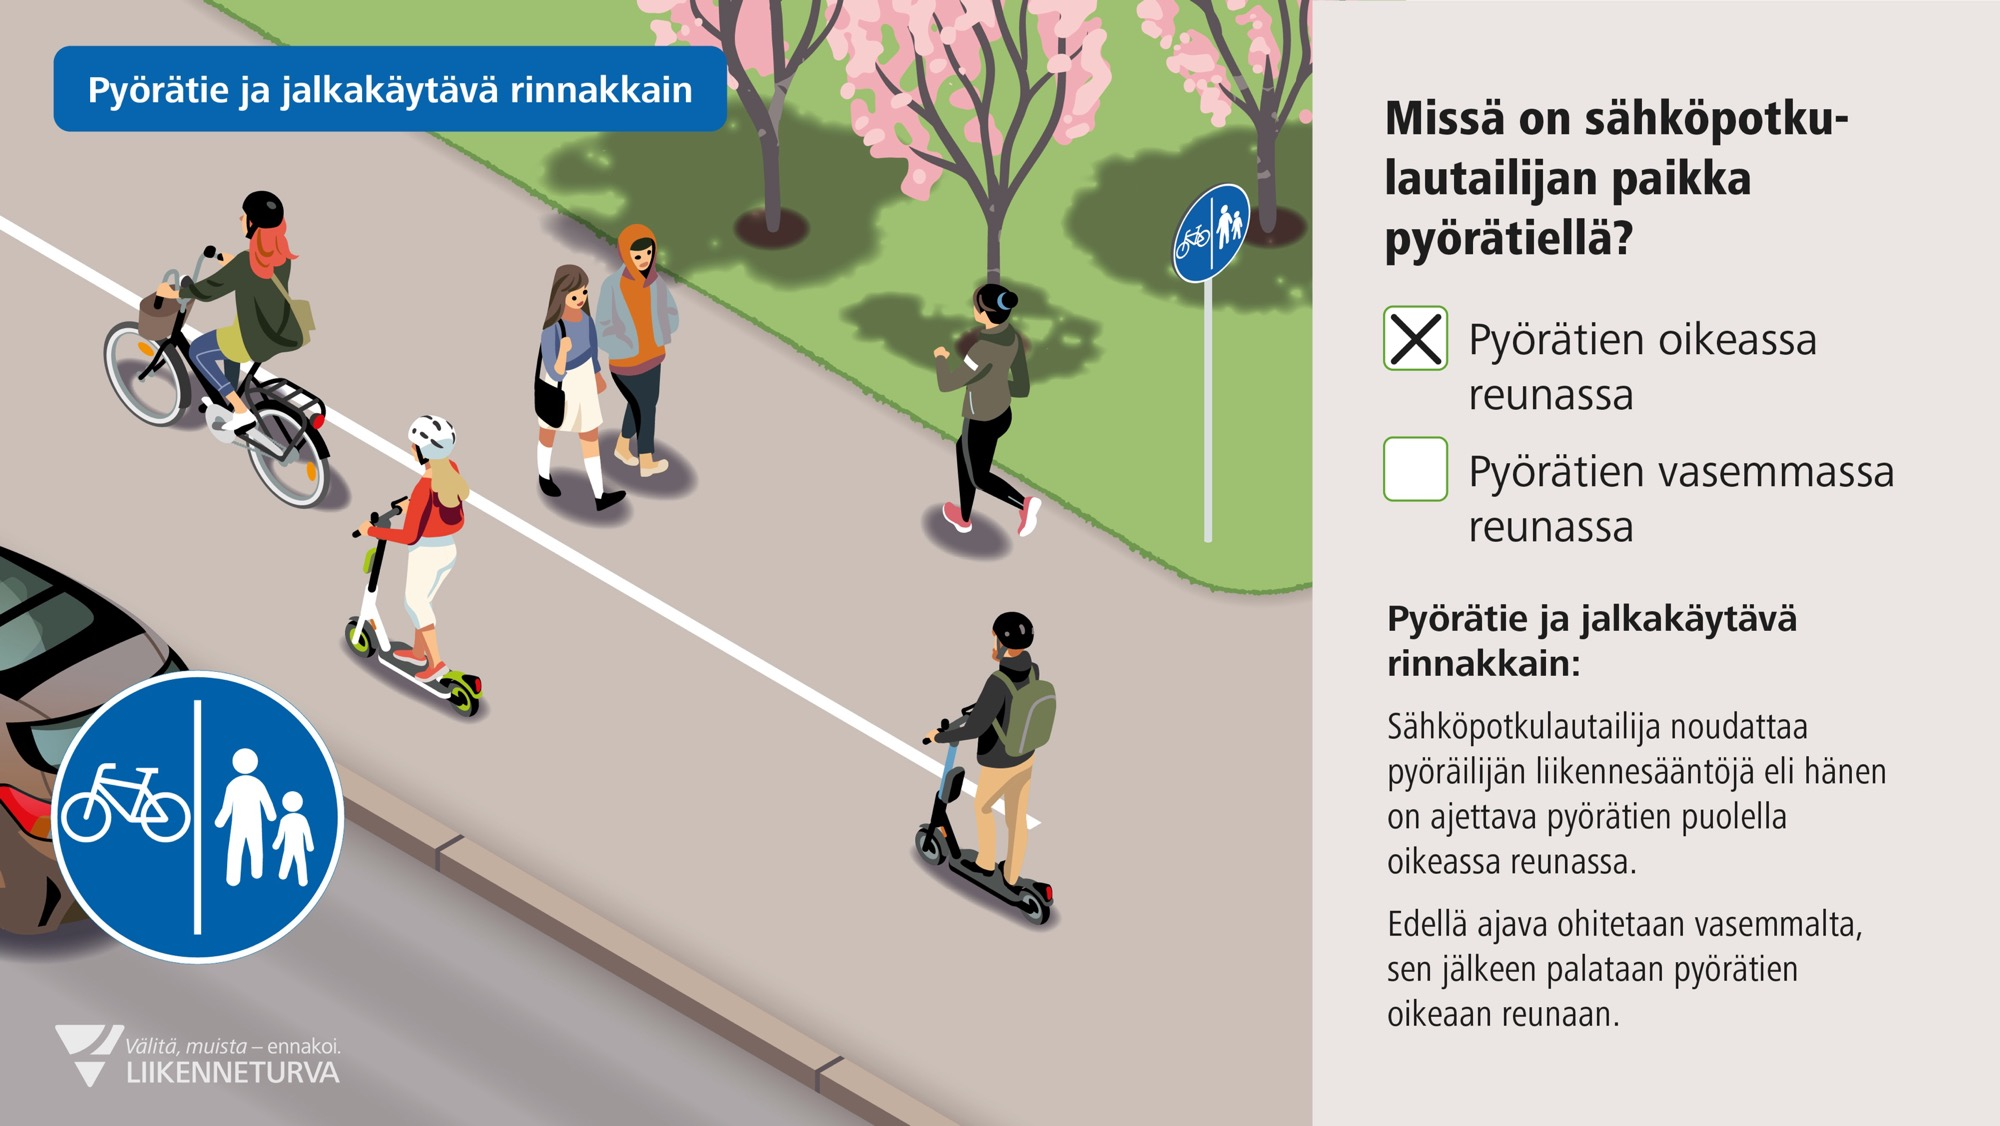 Pyörätie ja jalkakäytävä rinnakkain
Missä on sähköpotku-
lautailijan paikka
pyörätiellä?
Pyörätien oikeassa
reunassa
Pyörätien vasemmassa
reunassa
Pyörätie ja jalkakäytävä
rinnakkain:
Sähköpotkulautailija noudattaa
pyöräilijän liikennesääntöjä eli hänen
on ajettava pyörätien puolella
oikeassa reunassa.
Edellä ajava ohitetaan vasemmalta,
sen jälkeen palataan pyörätien
oikeaan reunaan.
Välitä, muista – ennakoi.
LIIKENNETURVA